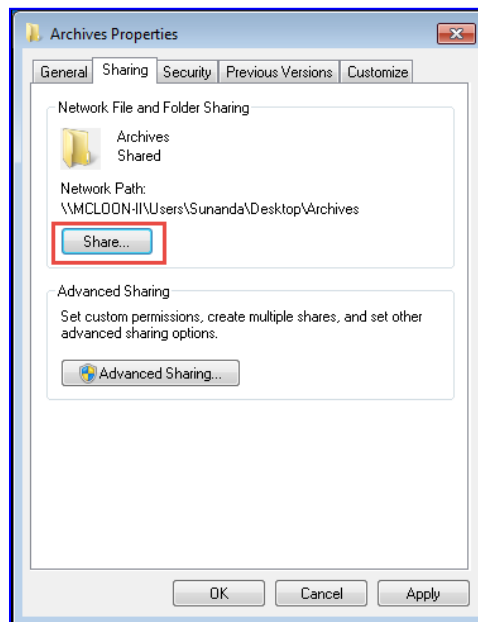 Archives Properties
General Sharing Security Previous Versions Customize
Network File and Folder Sharing
Archives
Shared
Network Path:
\\MCLOON-II\Users\Sunanda\Desktop\Archives
Share...
Advanced Sharing
Set custom permissions, create multiple shares, and set other
advanced sharing options.
Advanced Sharing...
OK Cancel Apply